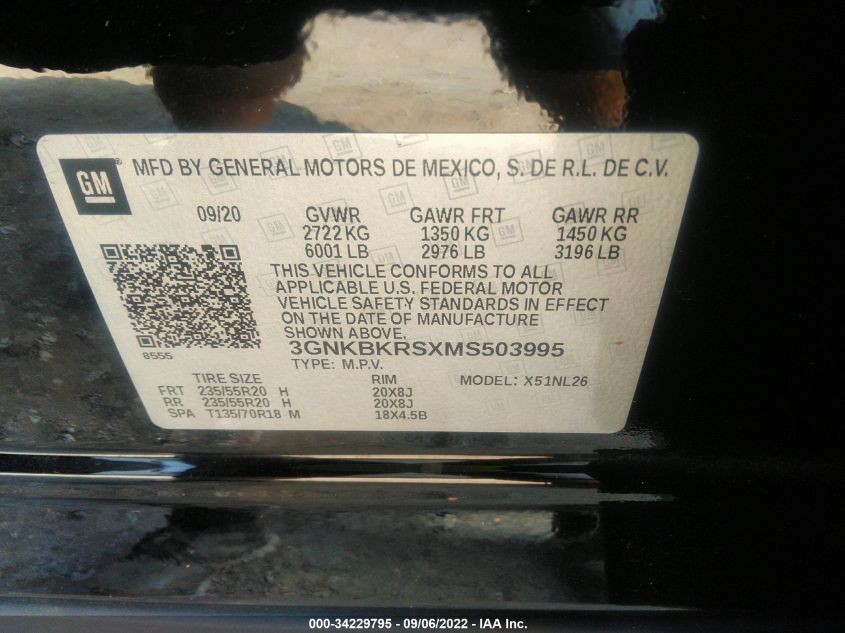 GM
MFD BY GENERAL MOTORS DE MEXICO, S. DE R.L. DE C.V.
09/20 GVWR GAWR FRT GAWR RR
2722 KG 1350 KG 1450 KG
6001 LB 2976 LB 3196 LB
THIS VEHICLE CONFORMS TO ALL
APPLICABLE U.S. FEDERAL MOTOR
VEHICLE SAFETY STANDARDS IN EFFECT
ON THE DATE OF MANUFACTURE
SHOWN ABOVE.
8555 3GNKBKRSXMS503995
TYPE: M.P.V.
TIRE SIZE RIM MODEL: X51NL26
FRT 235/55R20 H 20X8J
RR 235/55R20 H 20X8J
SPA T135/70R18 M 18X4.5B
000-34229795 - 09/06/2022 - IAA Inc.